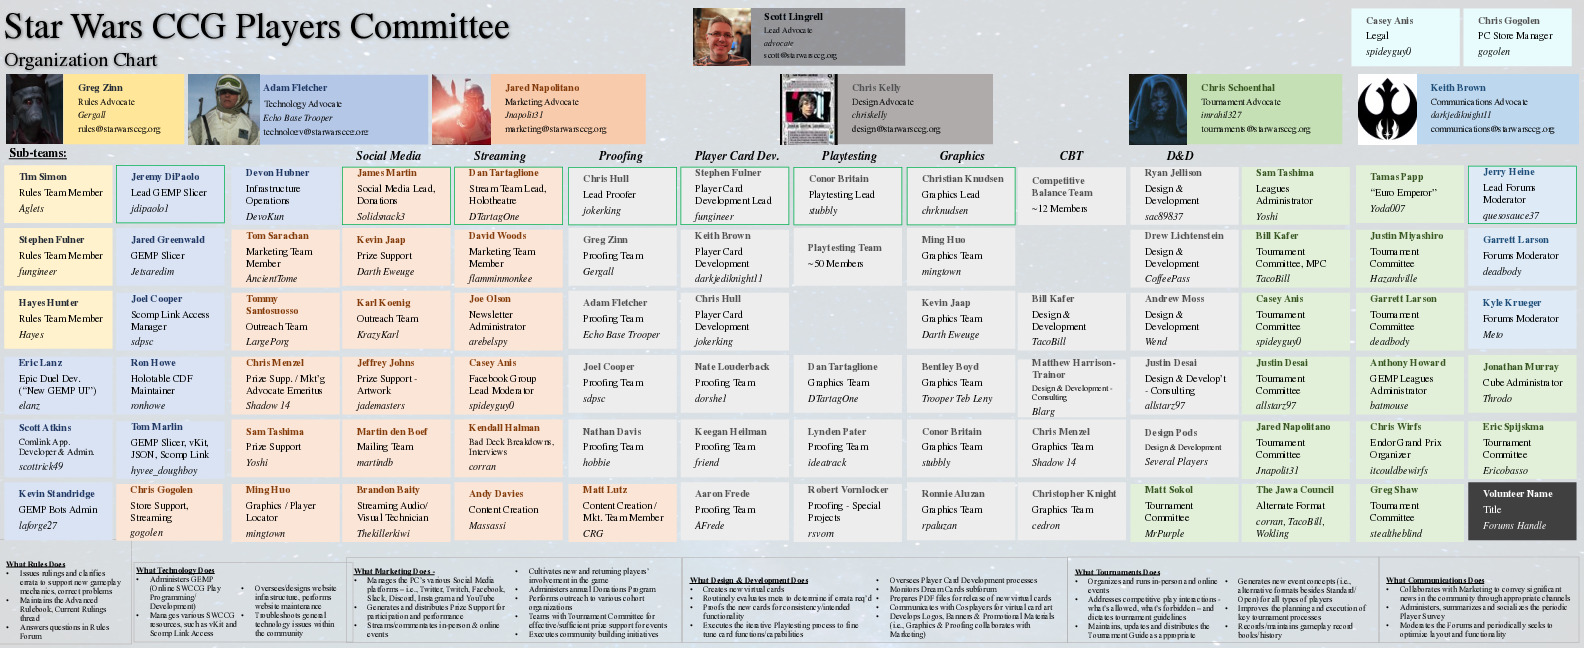 Star Wars CCG Players Committee
Organization Chart
Scott Lingrell
Lead Advocate
advocate
scott@starwarsccg.org
Casey Anis
Legal
spideyguy0
Chris Gogolen
PC Store Manager
gogolen
Greg Zinn
Rules Advocate
Gergall
rules@starwarsccg.org
Adam Fletcher
Technology Advocate
Echo Base Trooper
technology@starwarsccg.org
Jared Napolitano
Marketing Advocate
Jnapoli31
marketing@starwarsccg.org
Chris Kelly
Design Advocate
chriskelly
design@starwarsccg.org
Chris Schoenthal
Tournament Advocate
imrahil327
tournaments@starwarsccg.org
Keith Brown
Communications Advocate
darkjediknight11
communications@starwarsccg.org
Sub-teams:
Social Media
Streaming
Proofing
Player Card Dev.
Playtesting
Graphics
CBT
D&D
Tim Simon
Rules Team Member
Aglets
Jeremy DiPaolo
Lead GEMP Slicer
jdipaolo1
Devon Hubner
Infrastructure
Operations
DevoKun
James Martin
Social Media Lead,
Donations
Solidsnack3
Dan Tartaglione
Stream Team Lead,
Holotheatre
DTartagOne
Chris Hull
Lead Proofer
jokerking
Stephen Fulner
Player Card
Development Lead
fungineer
Conor Britain
Playtesting Lead
stubbly
Christian Knudsen
Graphics Lead
chrknudsen
Competitive
Balance Team
~12 Members
Ryan Jellison
Design &
Development
sac89837
Sam Tashima
Leagues
Administrator
Yoshi
Tamas Papp
“Euro Emperor”
Yoda007
Jerry Heine
Lead Forums
Moderator
quesosauce37
Stephen Fulner
Rules Team Member
fungineer
Jared Greenwald
GEMP Slicer
Jetsaredim
Tom Sarachan
Marketing Team
Member
AncientTome
Kevin Jaap
Prize Support
Darth Eweuge
David Woods
Marketing Team
Member
flamminmonkee
Greg Zinn
Proofing Team
Gergall
Keith Brown
Player Card
Development
darkjediknight11
Playtesting Team
~50 Members
Ming Huo
Graphics Team
mingtown
Drew Lichtenstein
Design &
Development
CoffeePass
Bill Kafer
Tournament
Committee, MPC
TacoBill
Justin Miyashiro
Tournament
Committee
Hazardville
Garrett Larson
Forums Moderator
deadbody
Hayes Hunter
Rules Team Member
Hayes
Joel Cooper
Scomp Link Access
Manager
sdpsc
Tommy
Santosuosso
Outreach Team
LargePorg
Karl Koenig
Outreach Team
KrazyKarl
Joe Olson
Newsletter
Administrator
arebelspy
Adam Fletcher
Proofing Team
Echo Base Trooper
Chris Hull
Player Card
Development
jokerking
Kevin Jaap
Graphics Team
Darth Eweuge
Bill Kafer
Design &
Development
TacoBill
Andrew Moss
Design &
Development
Wend
Casey Anis
Tournament
Committee
spideyguy0
Garrett Larson
Tournament
Committee
deadbody
Kyle Krueger
Forums Moderator
Meto
Eric Lanz
Epic Duel Dev.
(“New GEMP UI”)
elanz
Ron Howe
Holotable CDF
Maintainer
ronhowe
Chris Menzel
Prize Supp. / Mkt'g
Advocate Emeritus
Shadow 14
Jeffrey Johns
Prize Support -
Artwork
jademasters
Casey Anis
Facebook Group
Lead Moderator
spideyguy0
Joel Cooper
Proofing Team
sdpsc
Nate Louderback
Proofing Team
dorshel
Dan Tartaglione
Graphics Team
DTartagOne
Bentley Boyd
Graphics Team
Trooper Teb Leny
Matthew Harrison-
Trainor
Design & Development -
Consulting
Blarg
Justin Desai
Design & Develop't
- Consulting
allstarz97
Justin Desai
Tournament
Committee
allstarz97
Anthony Howard
GEMP Leagues
Administrator
batmouse
Jonathan Murray
Cube Administrator
Throdo
Scott Atkins
Comlink App.
Developer & Admin.
scottrick49
Tom Marlin
GEMP Slicer, vKit,
JSON, Scomp Link
hyvee_doughboy
Sam Tashima
Prize Support
Yoshi
Martin den Boef
Mailing Team
martindb
Kendall Halman
Bad Deck Breakdowns,
Interviews
corran
Nathan Davis
Proofing Team
hobbie
Keegan Heilman
Proofing Team
friend
Lynden Pater
Proofing Team
ideatrack
Conor Britain
Graphics Team
stubbly
Chris Menzel
Graphics Team
Shadow 14
Design Pods
Design & Development
Several Players
Jared Napolitano
Tournament
Committee
Jnapolit31
Chris Wirfs
Endor Grand Prix
Organizer
itcouldbewirfs
Eric Spijskma
Tournament
Committee
Ericobasso
Kevin Standridge
GEMP Bots Admin
laforge27
Chris Gogolen
Store Support,
Streaming
gogolen
Ming Huo
Graphics / Player
Locator
mingtown
Brandon Baity
Streaming Audio/
Visual Technician
Thekillerkiwi
Andy Davies
Content Creation
Massassi
Matt Lutz
Content Creation /
Mkt. Team Member
CRG
Aaron Frede
Proofing Team
AFrede
Robert Vornlocker
Proofing - Special
Projects
rsvorn
Ronnie Aluzan
Graphics Team
rpaluzan
Christopher Knight
Graphics Team
cedron
Matt Sokol
Tournament
Committee
MrPurple
The Jawa Council
Alternate Format
corran, TacoBill,
Wokling
Greg Shaw
Tournament
Committee
stealtheblind
Volunteer Name
Title
Forums Handle
What Rules Does
• Issues rulings and clarifies
errata to support new gameplay
mechanics, correct problems
• Maintains the Advanced
Rulebook, Current Rulings
thread
• Answers questions in Rules
Forum
What Technology Does
• Administers GEMP
(Online SWCCG Play
Programming/
Development)
• Manages various SWCCG
resources, such as vKit and
Scomp Link Access
• Oversees/designs website
infrastructure, performs
website maintenance
• Troubleshoots general
technology issues within
the community
What Marketing Does -
• Manages the PC's various Social Media
platforms – i.e., Twitter, Twitch, Facebook,
Slack, Discord, Instagram and YouTube
• Generates and distributes Prize Support for
participation and performance
• Streams/commentates in-person & online
events
• Cultivates new and returning players'
involvement in the game
• Administers annual Donations Program
• Performs outreach to various cohort
organizations
• Teams with Tournament Committee for
effective/sufficient prize support for events
• Executes community building initiatives
What Design & Development Does
• Creates new virtual cards
• Routinely evaluates meta to determine if errata req'd
• Proofs the new cards for consistency/intended
functionality
• Executes the iterative Playtesting process to fine
tune card functions/capabilities
• Oversees Player Card Development processes
• Monitors Dream Cards subforum
• Prepares PDF files for release of new virtual cards
• Communicates with Cosplayers for virtual card art
• Develops Logos, Banners & Promotional Materials
(i.e., Graphics & Proofing collaborates with
Marketing)
What Tournaments Does
• Organizes and runs in-person and online
events
• Addresses competitive play interactions -
what's allowed, what's forbidden – and
dictates tournament guidelines
• Maintains, updates and distributes the
Tournament Guide as appropriate
• Generates new event concepts (i.e.,
alternative formats besides Standard/
Open) for all types of players
• Improves the planning and execution of
key tournament processes
• Records/maintains gameplay record
books/history
What Communications Does
• Collaborates with Marketing to convey significant
news in the community through appropriate channels
• Administers, summarizes and socializes the periodic
Player Survey
• Moderates the Forums and periodically seeks to
optimize layout and functionality